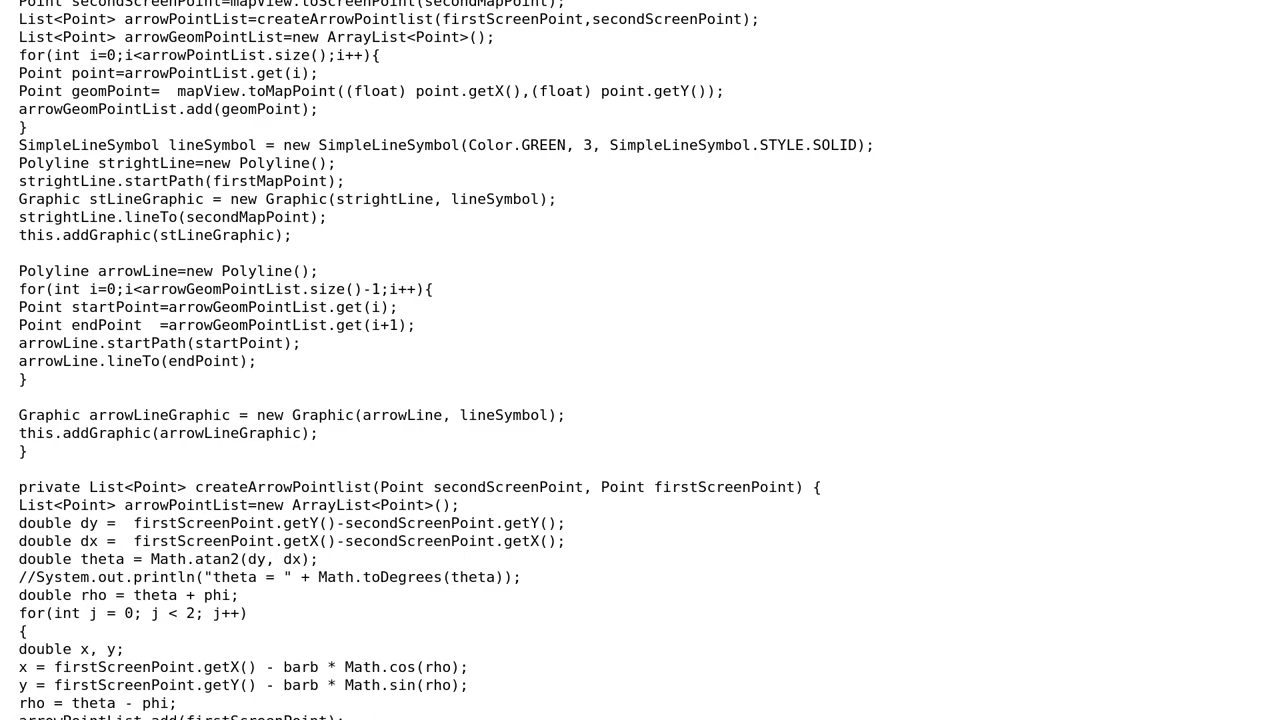 Point secondScreenPoint=mapView.toScreenPoint(secondMapPoint);
List<Point> arrowPointList=createArrowPointlist(firstScreenPoint,secondScreenPoint);
List<Point> arrowGeomPointList=new ArrayList<Point>();
for(int i=0;i<arrowPointList.size();i++){
Point point=arrowPointList.get(i);
Point geomPoint=  mapView.toMapPoint((float) point.getX(),(float) point.getY());
arrowGeomPointList.add(geomPoint);
}
SimpleLineSymbol lineSymbol = new SimpleLineSymbol(Color.GREEN, 3, SimpleLineSymbol.STYLE.SOLID);
Polyline strightLine=new Polyline();
strightLine.startPath(firstMapPoint);
Graphic stLineGraphic = new Graphic(strightLine, lineSymbol);
strightLine.lineTo(secondMapPoint);
this.addGraphic(stLineGraphic);

Polyline arrowLine=new Polyline();
for(int i=0;i<arrowGeomPointList.size()-1;i++){
Point startPoint=arrowGeomPointList.get(i);
Point endPoint  =arrowGeomPointList.get(i+1);
arrowLine.startPath(startPoint);
arrowLine.lineTo(endPoint);
}

Graphic arrowLineGraphic = new Graphic(arrowLine, lineSymbol);
this.addGraphic(arrowLineGraphic);
}

private List<Point> createArrowPointlist(Point secondScreenPoint, Point firstScreenPoint) {
List<Point> arrowPointList=new ArrayList<Point>();
double dy =  firstScreenPoint.getY()-secondScreenPoint.getY();
double dx =  firstScreenPoint.getX()-secondScreenPoint.getX();
double theta = Math.atan2(dy, dx);
//System.out.println("theta = " + Math.toDegrees(theta));
double rho = theta + phi;
for(int j = 0; j < 2; j++)
{
double x, y;
x = firstScreenPoint.getX() - barb * Math.cos(rho);
y = firstScreenPoint.getY() - barb * Math.sin(rho);
rho = theta - phi;
arrowPointList.add(firstScreenPoint);